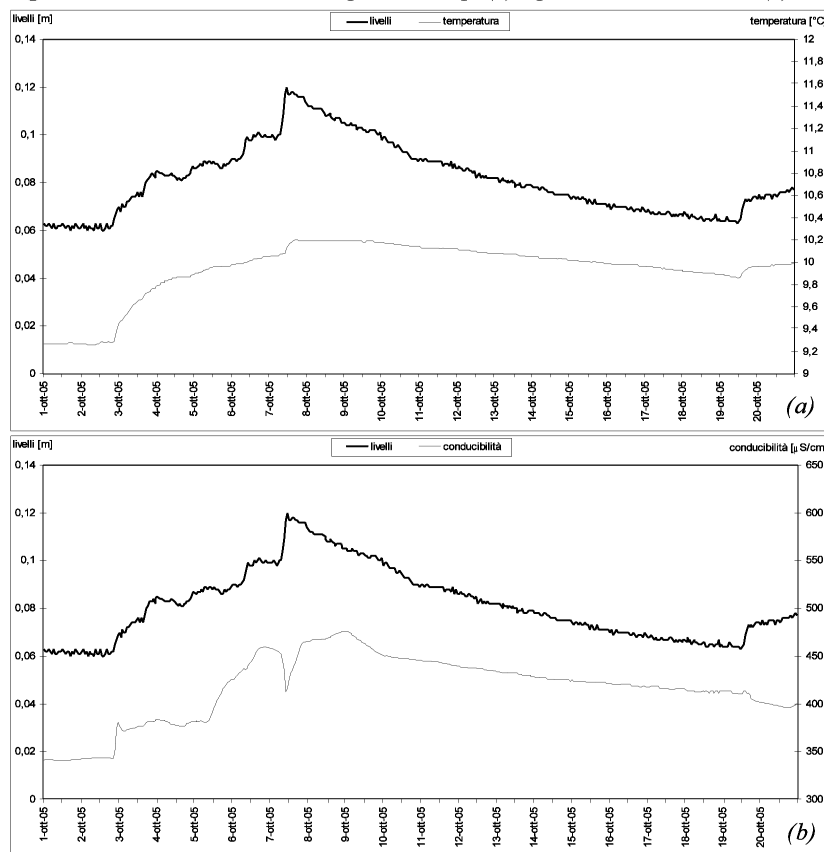 livelli [m]
livelli
temperatura
temperatura [°C]
0,14
0,12
0,1
0,08
0,06
0,04
0,02
0
12
11,8
11,6
11,4
11,2
11
10,8
10,6
10,4
10,2
10
9,8
9,6
9,4
9,2
9
1-ott-05
2-ott-05
3-ott-05
4-ott-05
5-ott-05
6-ott-05
7-ott-05
8-ott-05
9-ott-05
10-ott-05
11-ott-05
12-ott-05
13-ott-05
14-ott-05
15-ott-05
16-ott-05
17-ott-05
18-ott-05
19-ott-05
20-ott-05
(a)
livelli [m]
livelli
conducibilità
conducibilità [μS/cm
0,14
0,12
0,1
0,08
0,06
0,04
0,02
0
650
600
550
500
450
400
350
300
1-ott-05
2-ott-05
3-ott-05
4-ott-05
5-ott-05
6-ott-05
7-ott-05
8-ott-05
9-ott-05
10-ott-05
11-ott-05
12-ott-05
13-ott-05
14-ott-05
15-ott-05
16-ott-05
17-ott-05
18-ott-05
19-ott-05
20-ott-05
(b)